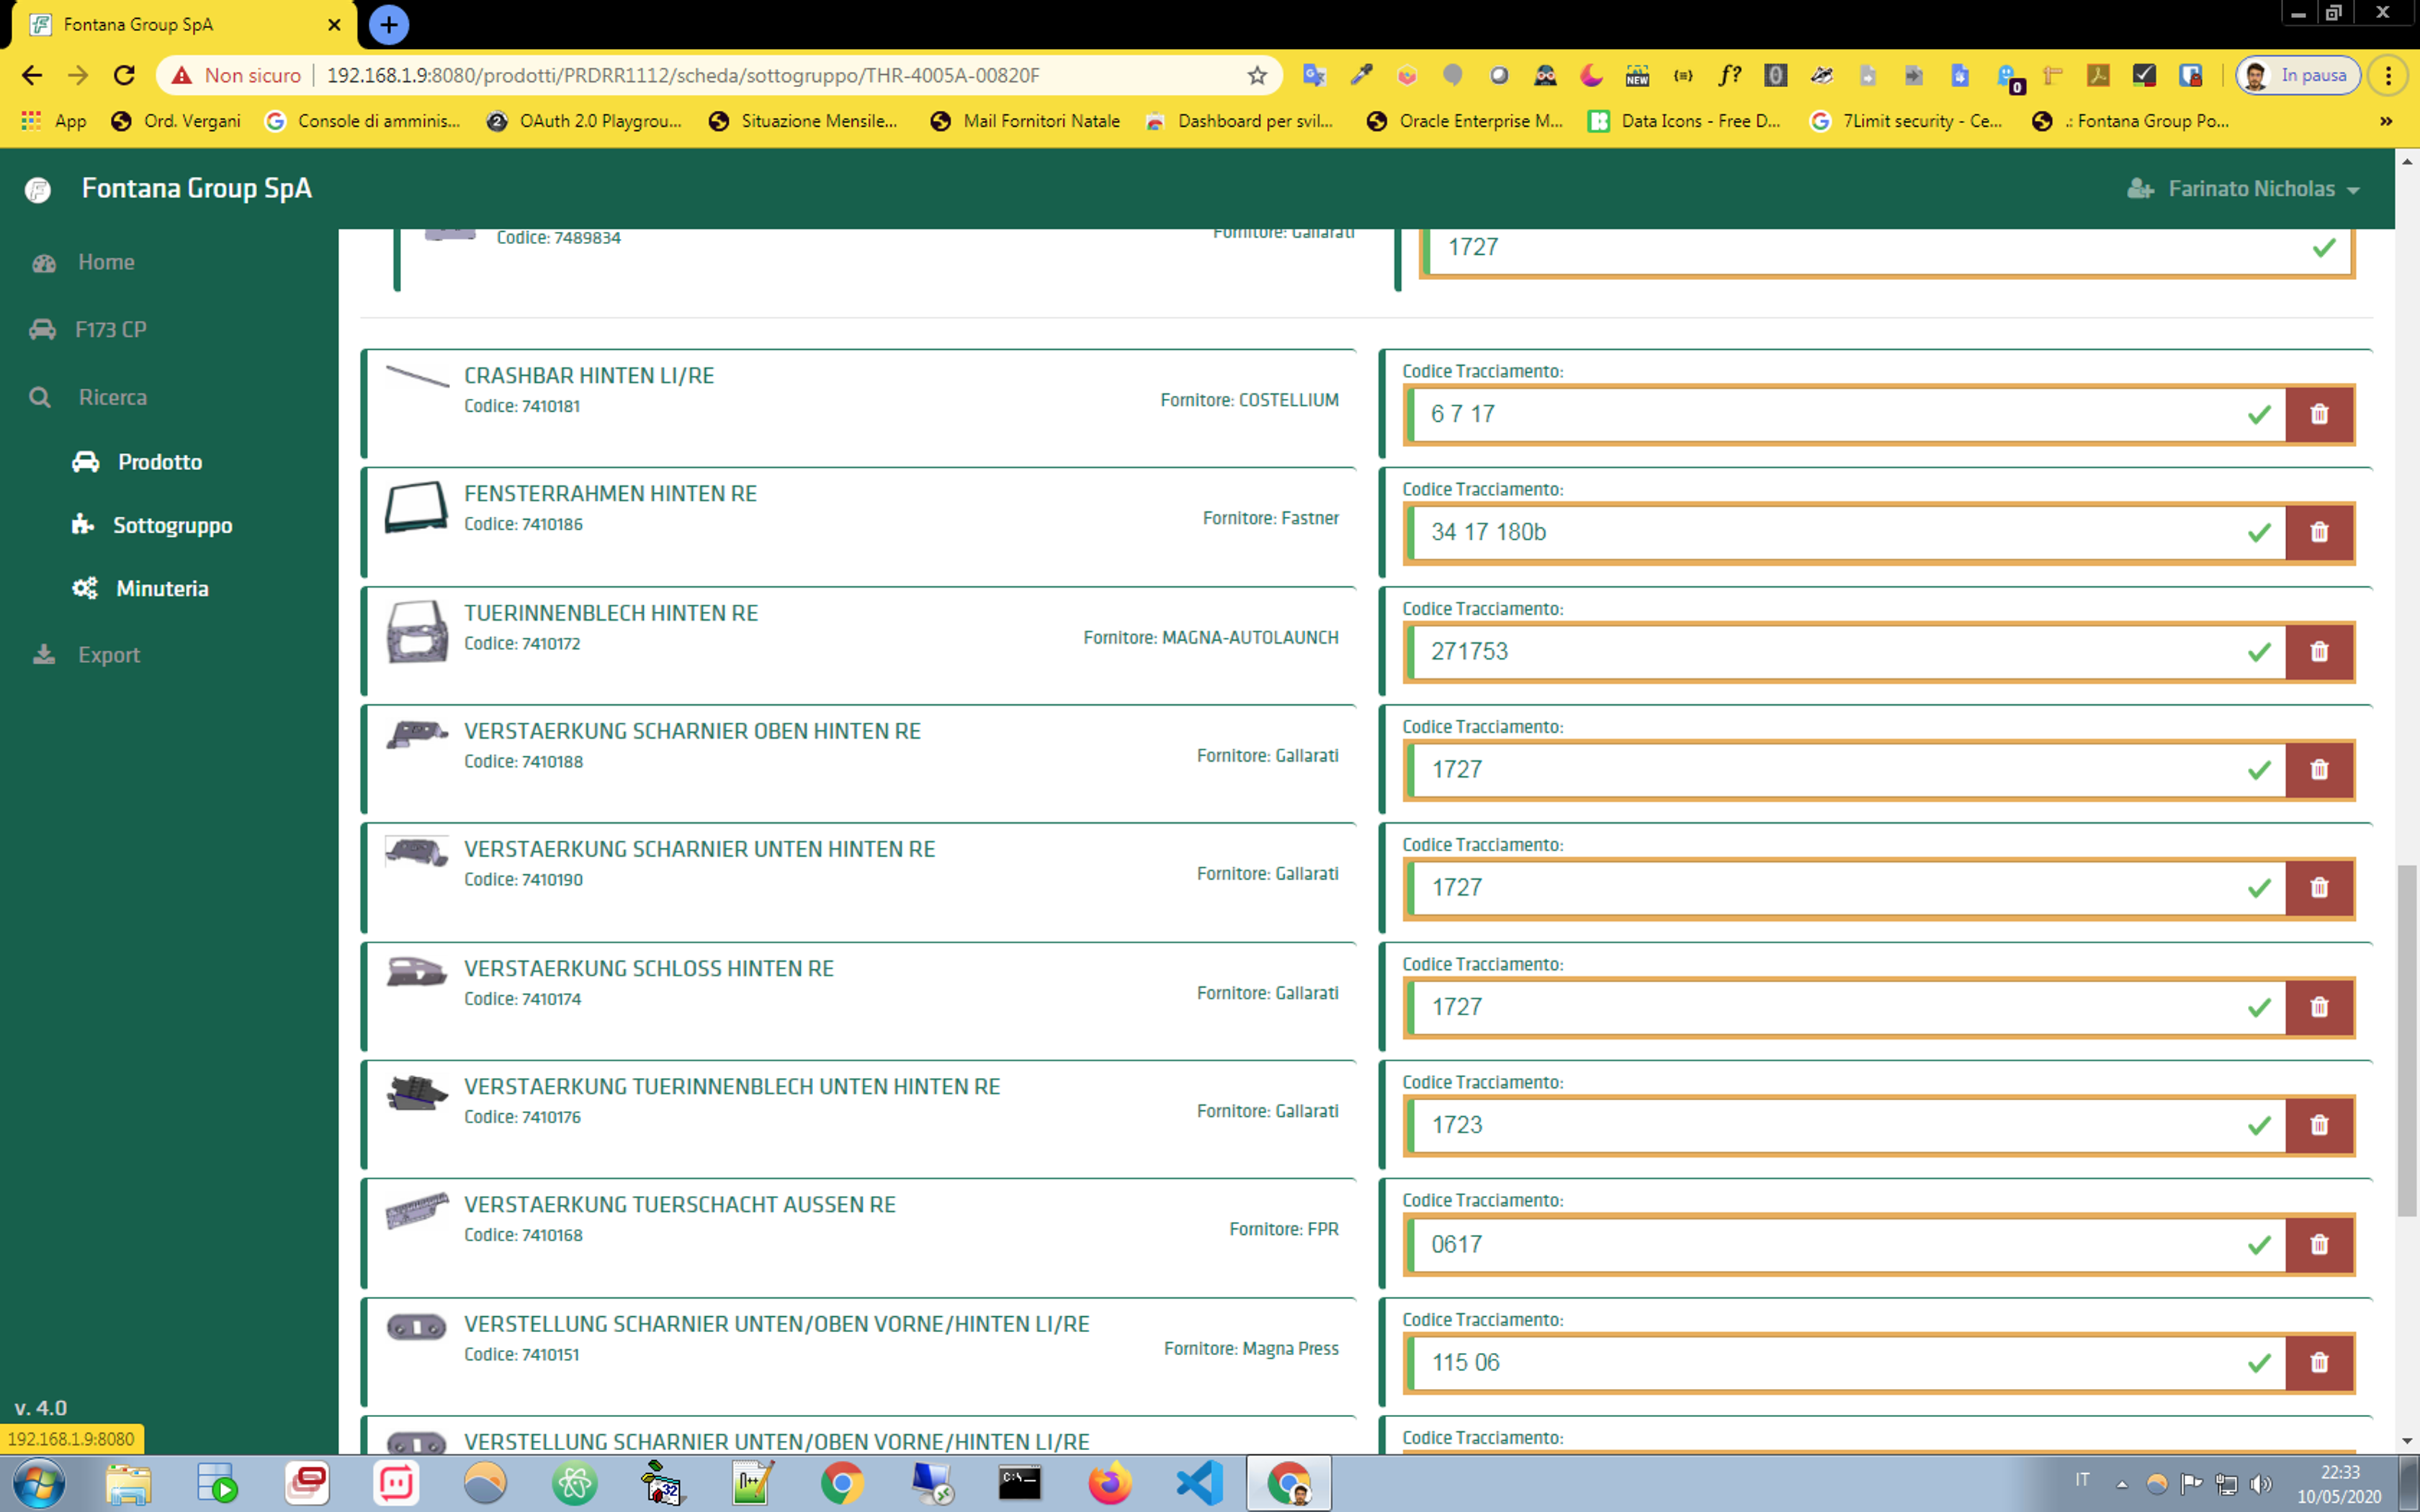 Fontana Group SpA
Non sicuro
192.168.1.9:8080/prodotti/PRDRR1112/scheda/sottogruppo/THR-4005A-00820F
NEW
f?
0
In pausa
App
Ord. Vergani
Console di amminis...
OAuth 2.0 Playgrou...
Situazione Mensile...
Mail Fornitori Natale
Dashboard per svil...
Oracle Enterprise M...
Data Icons - Free D...
7Limit security - Ce...
.: Fontana Group Po...
»
Fontana Group SpA
Farinato Nicholas
Home
F173 CP
Ricerca
Prodotto
Sottogruppo
Minuteria
Export
v. 4.0
192.168.1.9:8080
Codice: 7489834
Fornitore: Gallarati
1727
CRASHBAR HINTEN LI/RE
Codice: 7410181
Fornitore: COSTELLIUM
Codice Tracciamento:
6 7 17
FENSTERRAHMEN HINTEN RE
Codice: 7410186
Fornitore: Fastner
Codice Tracciamento:
34 17 180b
TUERINNENBLECH HINTEN RE
Codice: 7410172
Fornitore: MAGNA-AUTOLAUNCH
Codice Tracciamento:
271753
VERSTAERKUNG SCHARNIER OBEN HINTEN RE
Codice: 7410188
Fornitore: Gallarati
Codice Tracciamento:
1727
VERSTAERKUNG SCHARNIER UNTEN HINTEN RE
Codice: 7410190
Fornitore: Gallarati
Codice Tracciamento:
1727
VERSTAERKUNG SCHLOSS HINTEN RE
Codice: 7410174
Fornitore: Gallarati
Codice Tracciamento:
1727
VERSTAERKUNG TUERINNENBLECH UNTEN HINTEN RE
Codice: 7410176
Fornitore: Gallarati
Codice Tracciamento:
1723
VERSTAERKUNG TUERSCHACHT AUSSEN RE
Codice: 7410168
Fornitore: FPR
Codice Tracciamento:
0617
VERSTELLUNG SCHARNIER UNTEN/OBEN VORNE/HINTEN LI/RE
Codice: 7410151
Fornitore: Magna Press
Codice Tracciamento:
115 06
VERSTELLUNG SCHARNIER UNTEN/OBEN VORNE/HINTEN LI/RE
Codice Tracciamento:
IT
22:33
10/05/2020